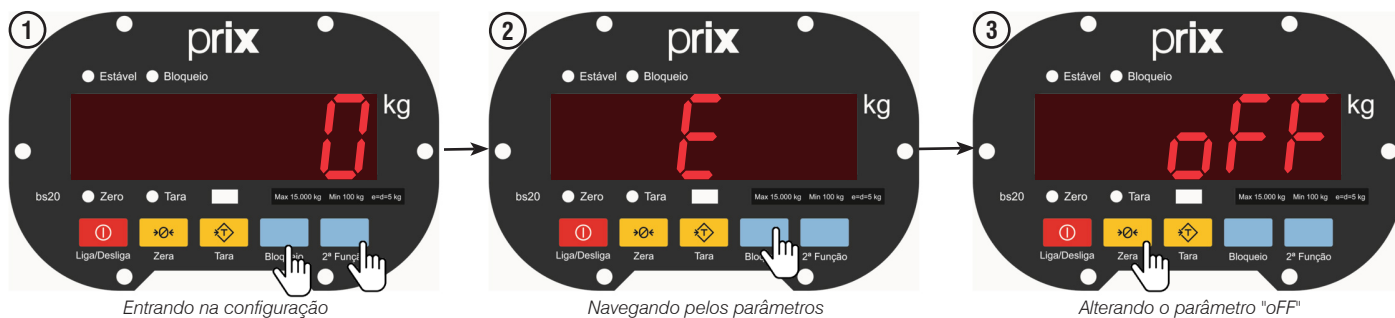 1
prix
Estável Bloqueio
0 kg
bs20 Zero Tara Max 15.000 kg Min 100 kg e=d=5 kg
Liga/Desliga Zera Tara Bloqueio 2ª Função
Entrando na configuração
2
prix
Estável Bloqueio
E kg
bs20 Zero Tara Max 15.000 kg Min 100 kg e=d=5 kg
Liga/Desliga Zera Tara Bloqueio 2ª Função
Navegando pelos parâmetros
3
prix
Estável Bloqueio
oFF kg
bs20 Zero Tara Max 15.000 kg Min 100 kg e=d=5 kg
Liga/Desliga Zera Tara Bloqueio 2ª Função
Alterando o parâmetro "oFF"